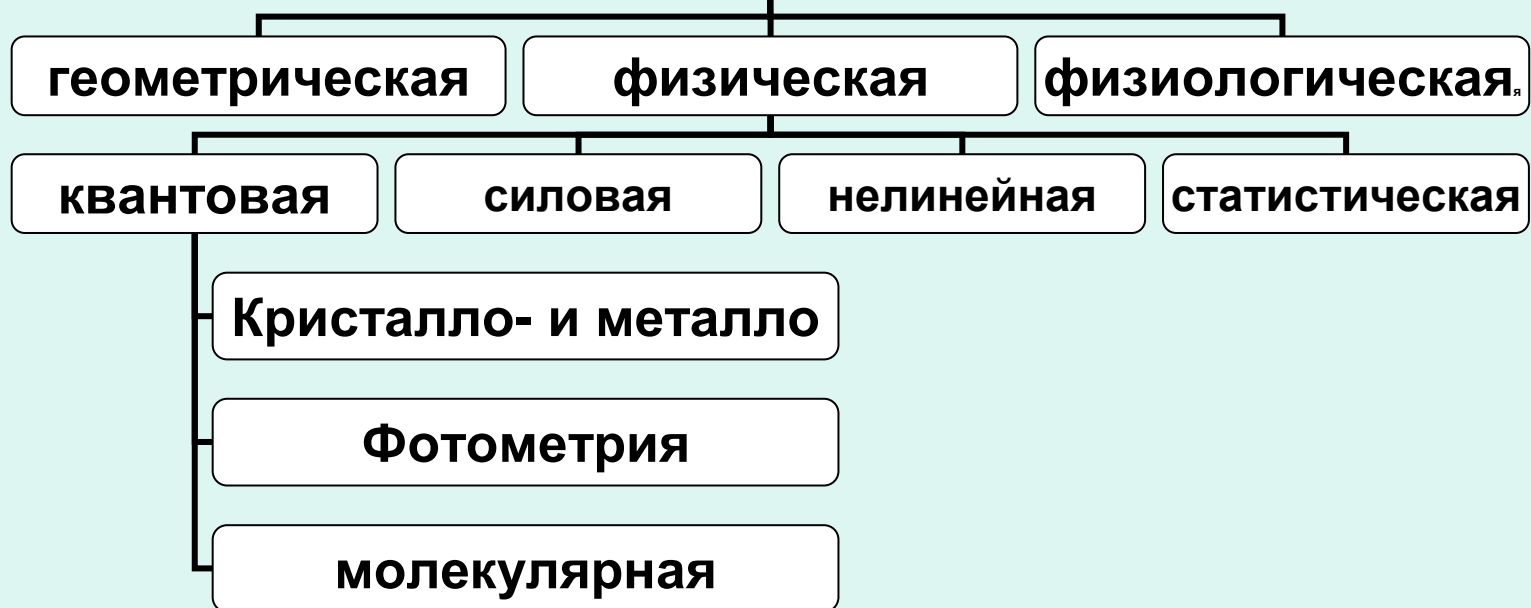 геометрическая
физическая
физиологическая,я
квантовая
силовая
нелинейная
статистическая
Кристалло- и металло
Фотометрия
молекулярная